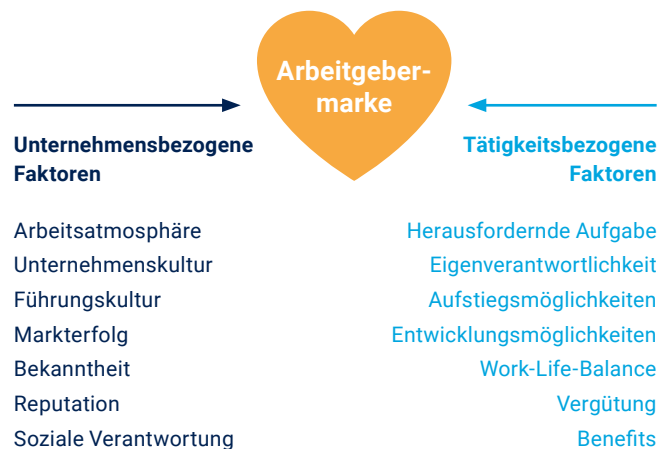 Arbeitgeber-
marke
Unternehmensbezogene
Faktoren
Arbeitsatmosphäre
Unternehmenskultur
Führungskultur
Markterfolg
Bekanntheit
Reputation
Soziale Verantwortung
Tätigkeitsbezogene
Faktoren
Herausfordernde Aufgabe
Eigenverantwortlichkeit
Aufstiegsmöglichkeiten
Entwicklungsmöglichkeiten
Work-Life-Balance
Vergütung
Benefits